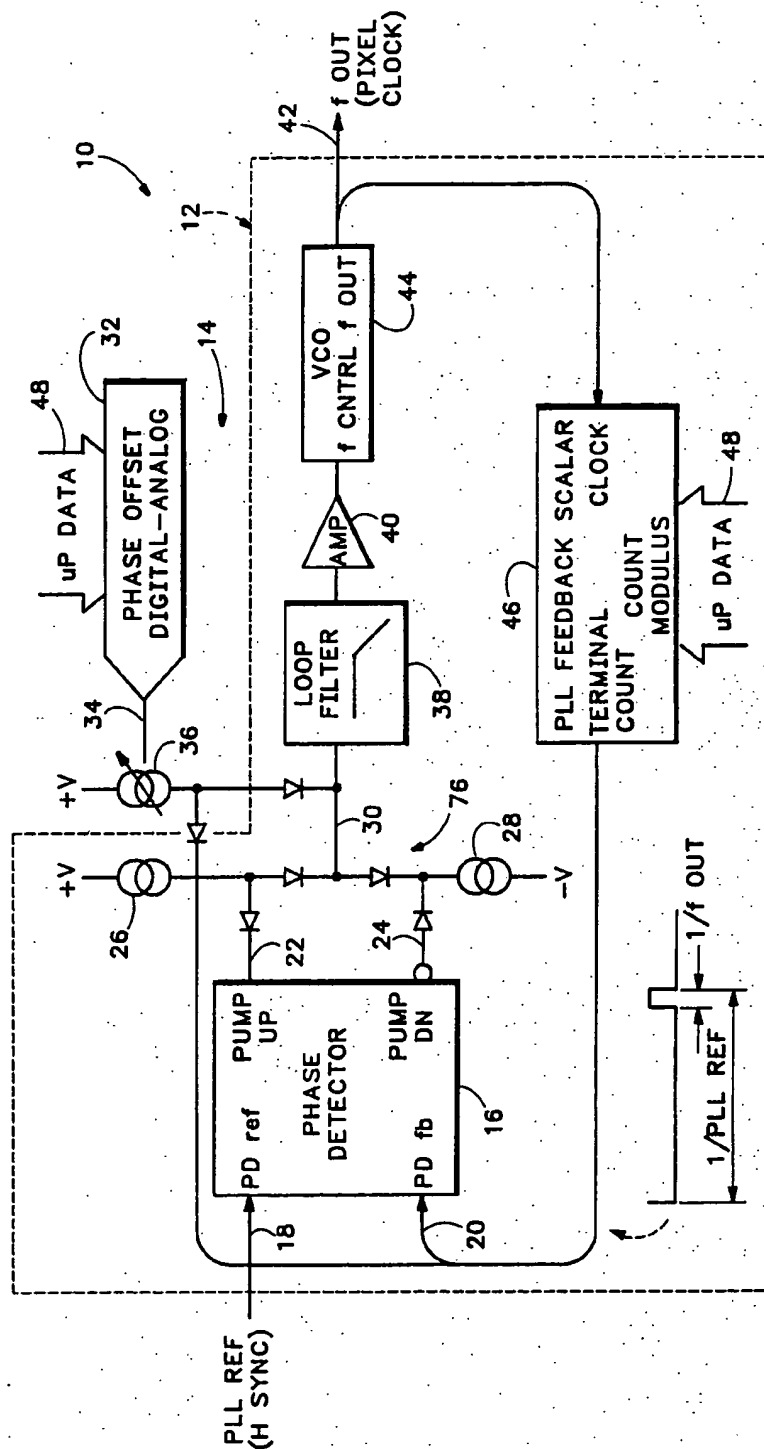 10
12
14
+V
26
+V
36
34
uP DATA
48
PHASE OFFSET
DIGITAL-ANALOG
32
PLL REF
(H SYNC)
18
20
PD ref
PUMP
UP
PHASE
DETECTOR
PD fb
PUMP
DN
16
22
24
30
76
28
-V
LOOP
FILTER
38
AMP
40
VCO
f CNTRL f OUT
44
42
f OUT
(PIXEL
CLOCK)
46
PLL FEEDBACK SCALAR
TERMINAL CLOCK
COUNT COUNT
MODULUS
uP DATA
48
1/PLL REF
1/f OUT